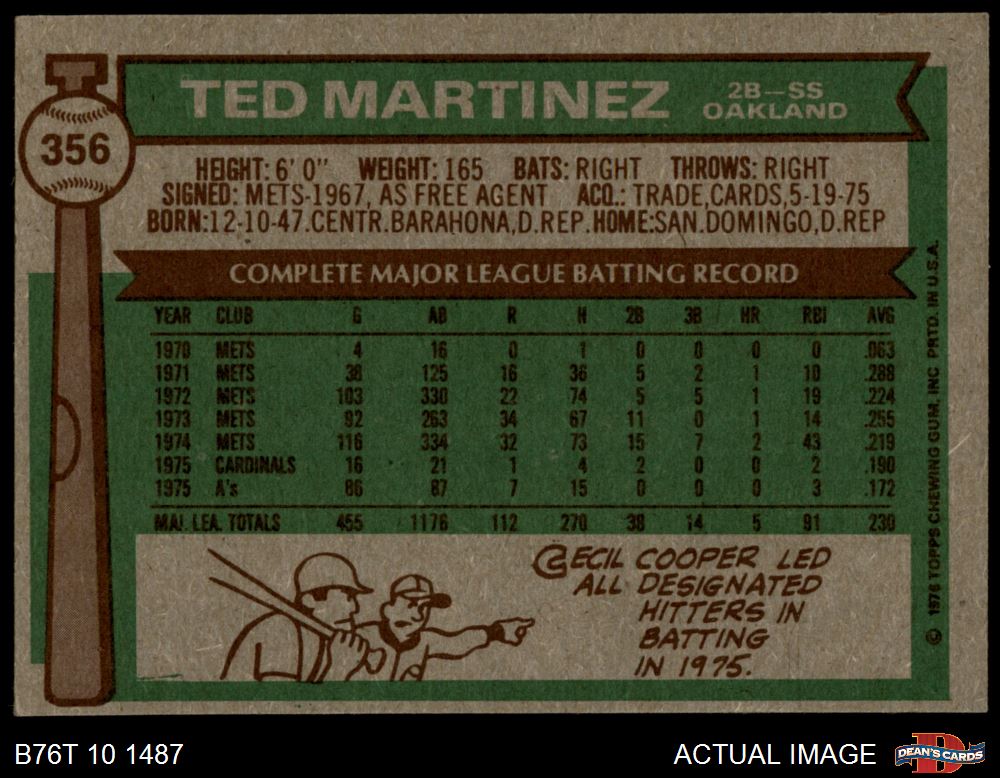 356
TED MARTINEZ
2B—SS
OAKLAND
HEIGHT: 6' 0" WEIGHT: 165 BATS: RIGHT THROWS: RIGHT
SIGNED: METS-1967, AS FREE AGENT ACQ.: TRADE,CARDS,5-19-75
BORN:12-10-47.CENTR.BARAHONA,D.REP.HOME:SAN.DOMINGO,D.REP
COMPLETE MAJOR LEAGUE BATTING RECORD
YEAR CLUB G AB R H 2B 3B HR RBI AVG
1970 METS 4 16 0 1 0 0 0 0 .063
1971 METS 38 125 16 36 5 2 1 10 .288
1972 METS 103 330 22 74 5 5 1 19 .224
1973 METS 92 263 34 67 11 0 1 14 .255
1974 METS 116 334 32 73 15 7 2 43 .219
1975 CARDINALS 16 21 1 4 2 0 0 2 .190
1975 A's 86 87 7 15 0 0 0 3 .172
MAJ. LEA. TOTALS 455 1176 112 270 38 14 5 91 230
CECIL COOPER LED
ALL DESIGNATED
HITTERS IN
BATTING
IN 1975.
© 1976 TOPPS CHEWING GUM, INC PRTD. IN U.S.A.
B76T 10 1487
ACTUAL IMAGE
DEAN'S CARDS